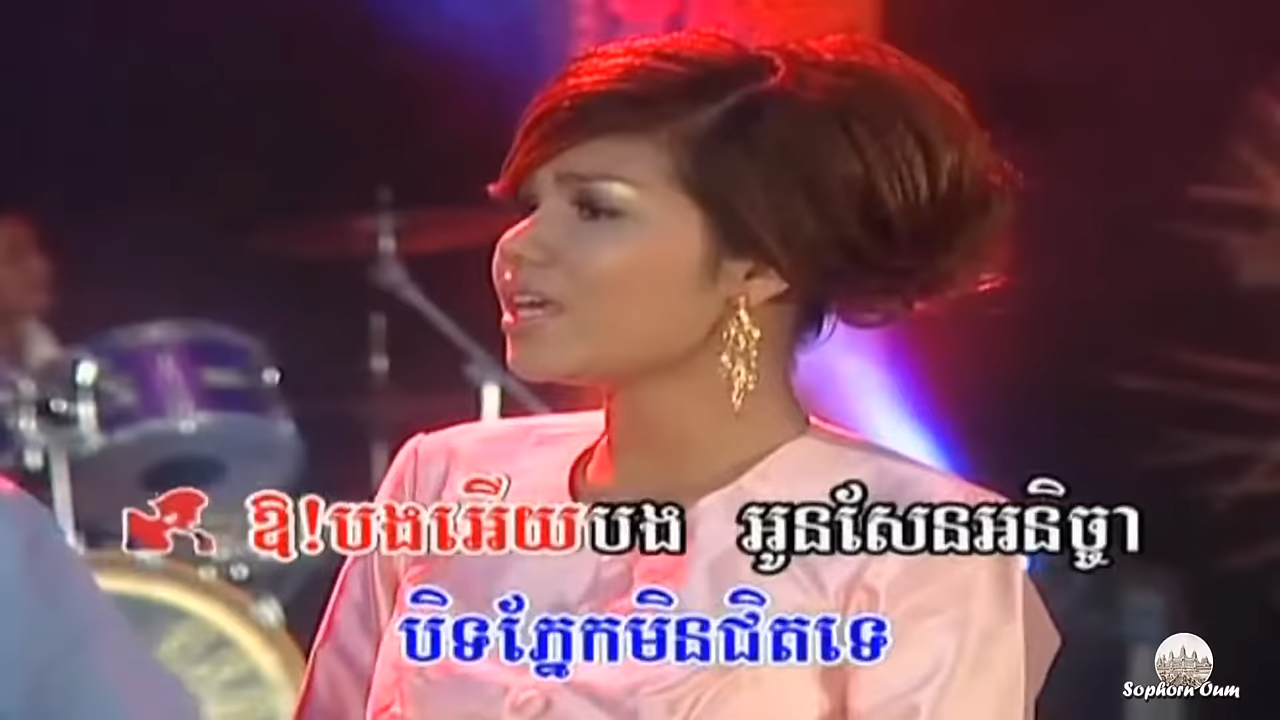 ឱ!បងអើយបង អូនសែនអនិច្ចា
បិទភ្នែកមិនជិតទេ
Sophorn Oum